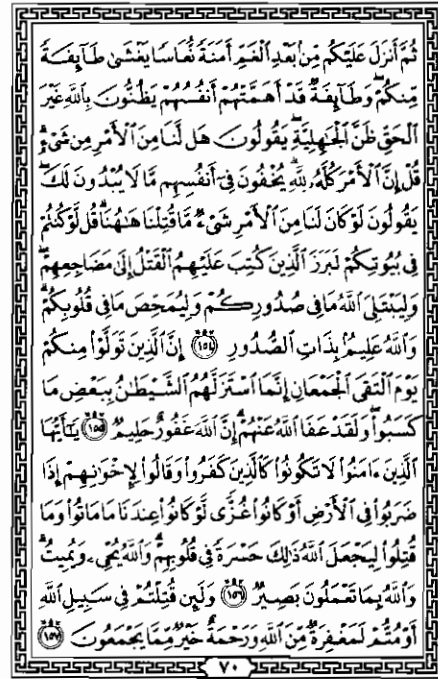 ثُمَّ أَنزَلَ عَلَيْكُم مِّنۢ بَعْدِ ٱلْغَمِّ أَمَنَةً نُّعَاسًا يَغْشَىٰ طَآئِفَةً
مِّنكُمْ ۖ وَطَآئِفَةٌ قَدْ أَهَمَّتْهُمْ أَنفُسُهُمْ يَظُنُّونَ بِٱللَّهِ غَيْرَ
ٱلْحَقِّ ظَنَّ ٱلْجَٰهِلِيَّةِ ۖ يَقُولُونَ هَل لَّنَا مِنَ ٱلْأَمْرِ مِن شَىْءٍ ۗ
قُلْ إِنَّ ٱلْأَمْرَ كُلَّهُۥ لِلَّهِ ۗ يُخْفُونَ فِىٓ أَنفُسِهِم مَّا لَا يُبْدُونَ لَكَ ۖ
يَقُولُونَ لَوْ كَانَ لَنَا مِنَ ٱلْأَمْرِ شَىْءٌ مَّا قُتِلْنَا هَٰهُنَا ۗ قُل لَّوْ كُنتُمْ
فِى بُيُوتِكُمْ لَبَرَزَ ٱلَّذِينَ كُتِبَ عَلَيْهِمُ ٱلْقَتْلُ إِلَىٰ مَضَاجِعِهِمْ ۖ
وَلِيَبْتَلِىَ ٱللَّهُ مَا فِى صُدُورِكُمْ وَلِيُمَحِّصَ مَا فِى قُلُوبِكُمْ ۗ
وَٱللَّهُ عَلِيمٌۢ بِذَاتِ ٱلصُّدُورِ ١٥٤ إِنَّ ٱلَّذِينَ تَوَلَّوْا۟ مِنكُمْ
يَوْمَ ٱلْتَقَى ٱلْجَمْعَانِ إِنَّمَا ٱسْتَزَلَّهُمُ ٱلشَّيْطَٰنُ بِبَعْضِ مَا
كَسَبُوا۟ ۖ وَلَقَدْ عَفَا ٱللَّهُ عَنْهُمْ ۗ إِنَّ ٱللَّهَ غَفُورٌ حَلِيمٌ ١٥٥ يَٰٓأَيُّهَا
ٱلَّذِينَ ءَامَنُوا۟ لَا تَكُونُوا۟ كَٱلَّذِينَ كَفَرُوا۟ وَقَالُوا۟ لِإِخْوَٰنِهِمْ إِذَا
ضَرَبُوا۟ فِى ٱلْأَرْضِ أَوْ كَانُوا۟ غُزًّى لَّوْ كَانُوا۟ عِندَنَا مَا مَاتُوا۟ وَمَا
قُتِلُوا۟ لِيَجْعَلَ ٱللَّهُ ذَٰلِكَ حَسْرَةً فِى قُلُوبِهِمْ ۗ وَٱللَّهُ يُحْىِۦ وَيُمِيتُ ۗ
وَٱللَّهُ بِمَا تَعْمَلُونَ بَصِيرٌ ١٥٦ وَلَئِن قُتِلْتُمْ فِى سَبِيلِ ٱللَّهِ
أَوْ مُتُّمْ لَمَغْفِرَةٌ مِّنَ ٱللَّهِ وَرَحْمَةٌ خَيْرٌ مِّمَّا يَجْمَعُونَ ١٥٧
٧٠